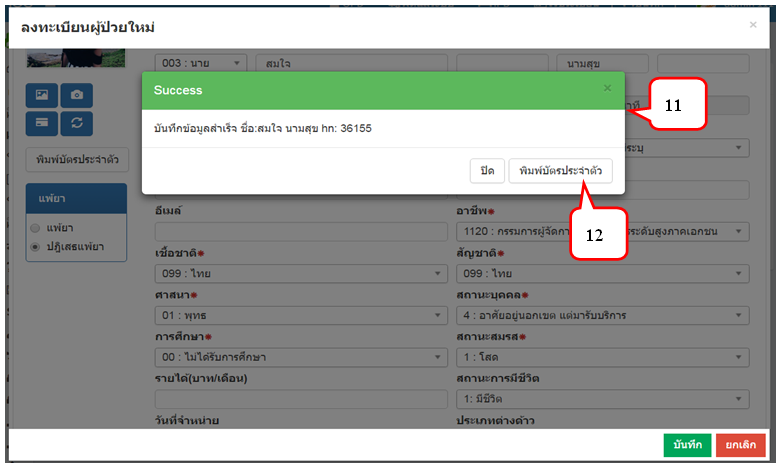 ลงทะเบียนผู้ป่วยใหม่ ×
003 : นาย สมใจ นามสุข
Success ×
11
บันทึกข้อมูลสำเร็จ ชื่อ:สมใจ นามสุข hn: 36155
พิมพ์บัตรประจำตัว
ปิด พิมพ์บัตรประจำตัว
แพ้ยา
แพ้ยา
ปฏิเสธแพ้ยา
12
อีเมล์ อาชีพ
1120 : กรรมการผู้จัดกา ระดับสูงภาคเอกชน
เชื้อชาติ สัญชาติ
099 : ไทย 099 : ไทย
ศาสนา สถานะบุคคล
01 : พุทธ 4 : อาศัยอยู่นอกเขต แต่มารับบริการ
การศึกษา สถานะสมรส
00 : ไม่ได้รับการศึกษา 1 : โสด
รายได้(บาท/เดือน) สถานะการมีชีวิต
1: มีชีวิต
วันที่จำหน่าย ประเภทต่างด้าว
บันทึก ยกเลิก